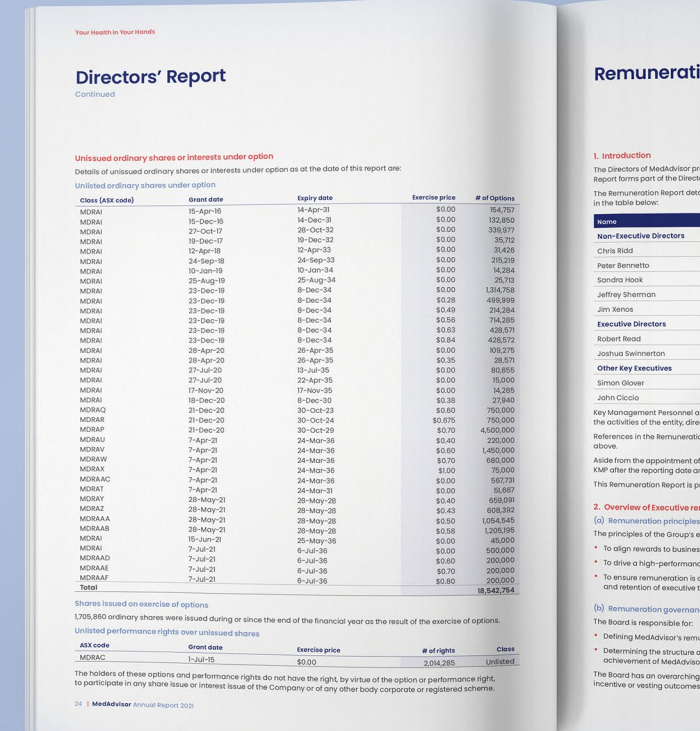 Your Health in Your Hands
Directors' Report
Continued
Unissued ordinary shares or interests under option
Details of unissued ordinary shares or interests under option as at the date of this report are:
Unlisted ordinary shares under option
Class (ASX code) Grant date Expiry date Exercise price # of Options
MDRAI 15-Apr-16 14-Apr-31 $0.00 154,757
MDRAI 15-Dec-16 14-Dec-31 $0.00 132,850
MDRAI 27-Oct-17 28-Oct-32 $0.00 339,977
MDRAI 19-Dec-17 19-Dec-32 $0.00 35,712
MDRAI 12-Apr-18 12-Apr-33 $0.00 31,426
MDRAI 24-Sep-18 24-Sep-33 $0.00 215,219
MDRAI 10-Jan-19 10-Jan-34 $0.00 14,284
MDRAI 25-Aug-19 25-Aug-34 $0.00 25,713
MDRAI 23-Dec-19 8-Dec-34 $0.00 1,314,758
MDRAI 23-Dec-19 8-Dec-34 $0.28 499,999
MDRAI 23-Dec-19 8-Dec-34 $0.49 214,284
MDRAI 23-Dec-19 8-Dec-34 $0.56 714,285
MDRAI 23-Dec-19 8-Dec-34 $0.63 428,571
MDRAI 23-Dec-19 8-Dec-34 $0.84 428,572
MDRAI 28-Apr-20 26-Apr-35 $0.00 109,275
MDRAI 28-Apr-20 26-Apr-35 $0.35 28,571
MDRAI 27-Jul-20 13-Jul-35 $0.00 80,655
MDRAI 27-Jul-20 22-Apr-35 $0.00 15,000
MDRAI 17-Nov-20 17-Nov-35 $0.00 14,285
MDRAI 18-Dec-20 8-Dec-30 $0.38 27,940
MDRAQ 21-Dec-20 30-Oct-23 $0.60 750,000
MDRAR 21-Dec-20 30-Oct-24 $0.675 750,000
MDRAP 21-Dec-20 30-Oct-29 $0.70 4,500,000
MDRAU 7-Apr-21 24-Mar-36 $0.40 220,000
MDRAV 7-Apr-21 24-Mar-36 $0.60 1,450,000
MDRAW 7-Apr-21 24-Mar-36 $0.70 680,000
MDRAX 7-Apr-21 24-Mar-36 $1.00 75,000
MDRAAC 7-Apr-21 24-Mar-36 $0.00 567,731
MDRAT 7-Apr-21 24-Mar-31 $0.00 51,667
MDRAY 28-May-21 28-May-28 $0.40 659,091
MDRAZ 28-May-21 28-May-28 $0.43 608,392
MDRAAA 28-May-21 28-May-28 $0.50 1,054,545
MDRAAB 28-May-21 28-May-28 $0.58 1,205,195
MDRAI 15-Jun-21 25-May-36 $0.00 45,000
MDRAI 7-Jul-21 6-Jul-36 $0.00 500,000
MDRAAD 7-Jul-21 6-Jul-36 $0.60 200,000
MDRAAE 7-Jul-21 6-Jul-36 $0.70 200,000
MDRAAF 7-Jul-21 6-Jul-36 $0.80 200,000
Total 18,542,754
Shares issued on exercise of options
1,705,860 ordinary shares were issued during or since the end of the financial year as the result of the exercise of options.
Unlisted performance rights over unissued shares
ASX code Grant date Exercise price # of rights Class
MDRAC 1-Jul-15 $0.00 2,014,285 Unlisted
The holders of these options and performance rights do not have the right, by virtue of the option or performance right,
to participate in any share issue or interest issue of the Company or of any other body corporate or registered scheme.
24 | MedAdvisor Annual Report 2021
Remunerati
1. Introduction
The Directors of MedAdvisor pr
Report forms part of the Direct
The Remuneration Report deta
in the table below:
Name
Non-Executive Directors
Chris Ridd
Peter Bennetto
Sandra Hook
Jeffrey Sherman
Jim Xenos
Executive Directors
Robert Read
Joshua Swinnerton
Other Key Executives
Simon Glover
John Ciccio
Key Management Personnel a
the activities of the entity, dire
References in the Remuneratio
above.
Aside from the appointment of
KMP after the reporting date an
This Remuneration Report is pr
2. Overview of Executive rem
(a) Remuneration principles
The principles of the Group's e
• To align rewards to business
• To drive a high-performanc
• To ensure remuneration is c
and retention of executive t
(b) Remuneration governan
The Board is responsible for:
• Defining MedAdvisor's remu
• Determining the structure o
achievement of MedAdviso
The Board has an overarching
incentive or vesting outcomes